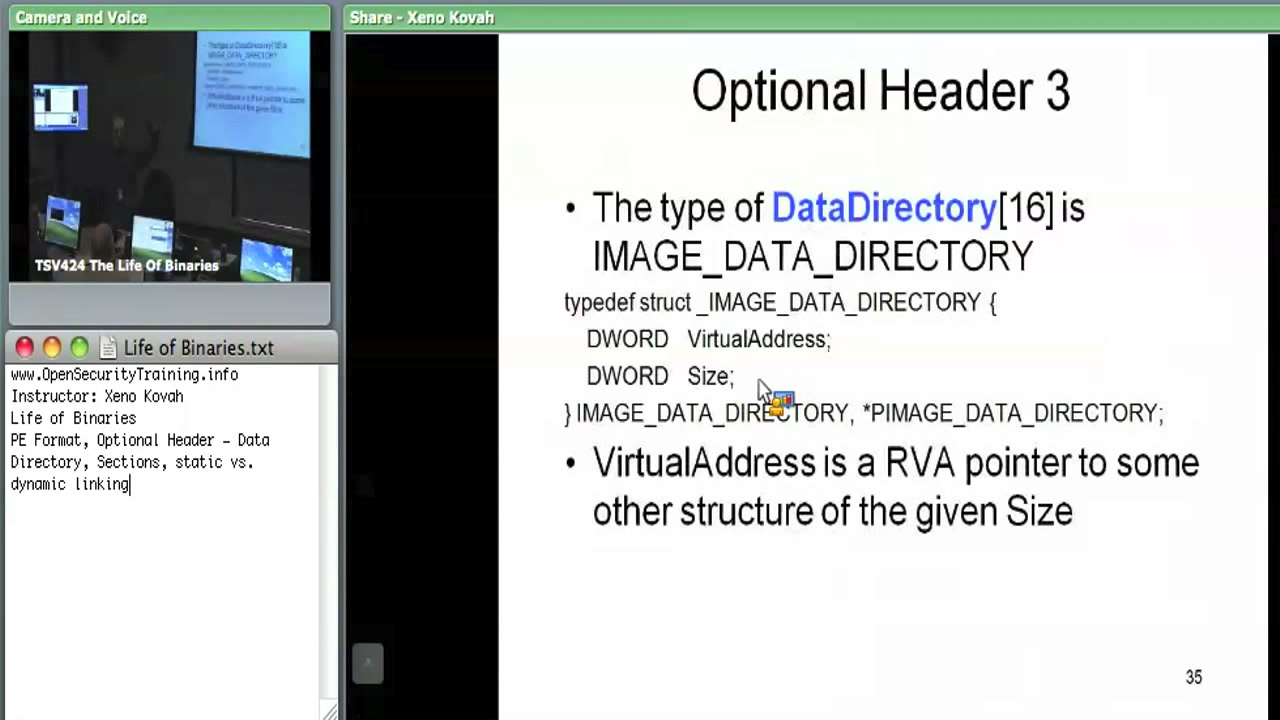 Camera and Voice
TSV424 The Life Of Binaries
Life of Binaries.txt
www.OpenSecurityTraining.info
Instructor: Xeno Kovah
Life of Binaries
PE Format, Optional Header – Data
Directory, Sections, static vs.
dynamic linking
Share - Xeno Kovah
Optional Header 3
• The type of DataDirectory[16] is
IMAGE_DATA_DIRECTORY
typedef struct _IMAGE_DATA_DIRECTORY {
DWORD VirtualAddress;
DWORD Size;
} IMAGE_DATA_DIRECTORY, *PIMAGE_DATA_DIRECTORY;
• VirtualAddress is a RVA pointer to some
other structure of the given Size
35